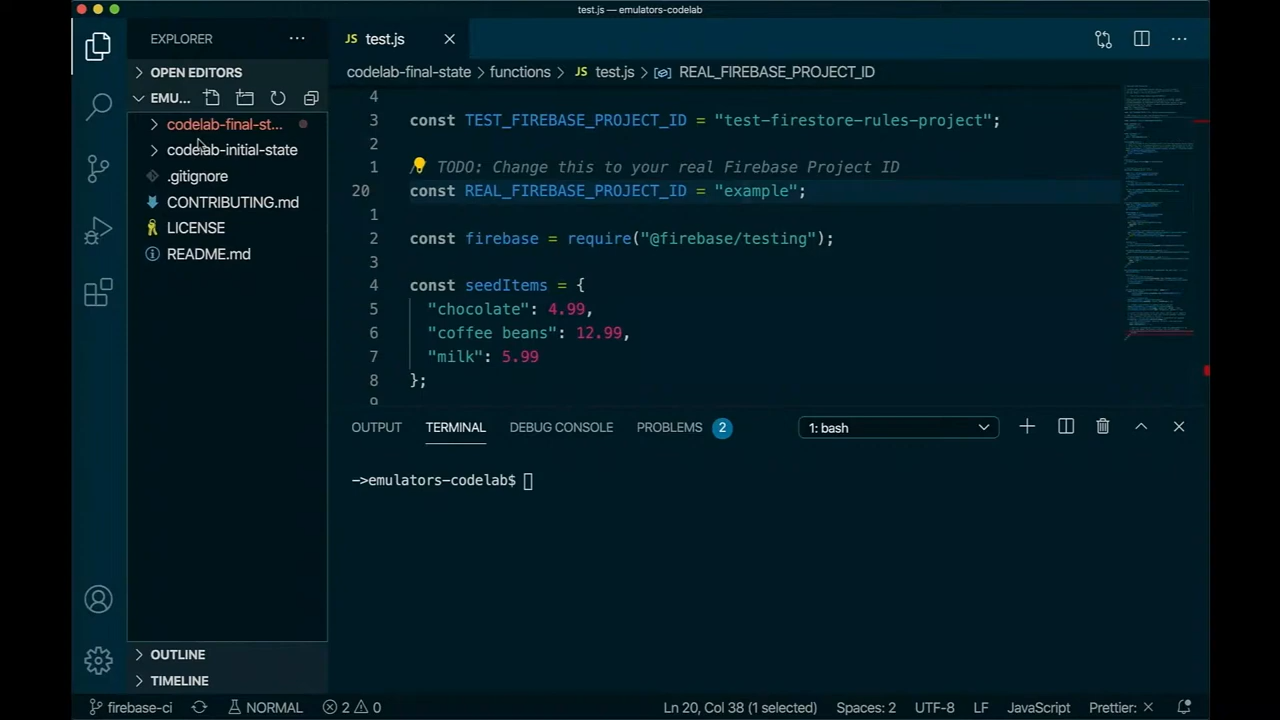 test.js — emulators-codelab
EXPLORER
OPEN EDITORS
EMU...
codelab-final-st...
codelab-initial-state
.gitignore
CONTRIBUTING.md
LICENSE
README.md
OUTLINE
TIMELINE
JS test.js
codelab-final-state > functions > JS test.js > REAL_FIREBASE_PROJECT_ID
4
3 const TEST_FIREBASE_PROJECT_ID = "test-firestore-rules-project";
2
1 // TODO: Change this to your real Firebase Project ID
20 const REAL_FIREBASE_PROJECT_ID = "example";
1
2 const firebase = require("@firebase/testing");
3
4 const seedItems = {
5 "chocolate": 4.99,
6 "coffee beans": 12.99,
7 "milk": 5.99
8 };
9
OUTPUT TERMINAL DEBUG CONSOLE PROBLEMS 2 1: bash
->emulators-codelab$
firebase-ci NORMAL 2 0 Ln 20, Col 38 (1 selected) Spaces: 2 UTF-8 LF JavaScript Prettier: ×